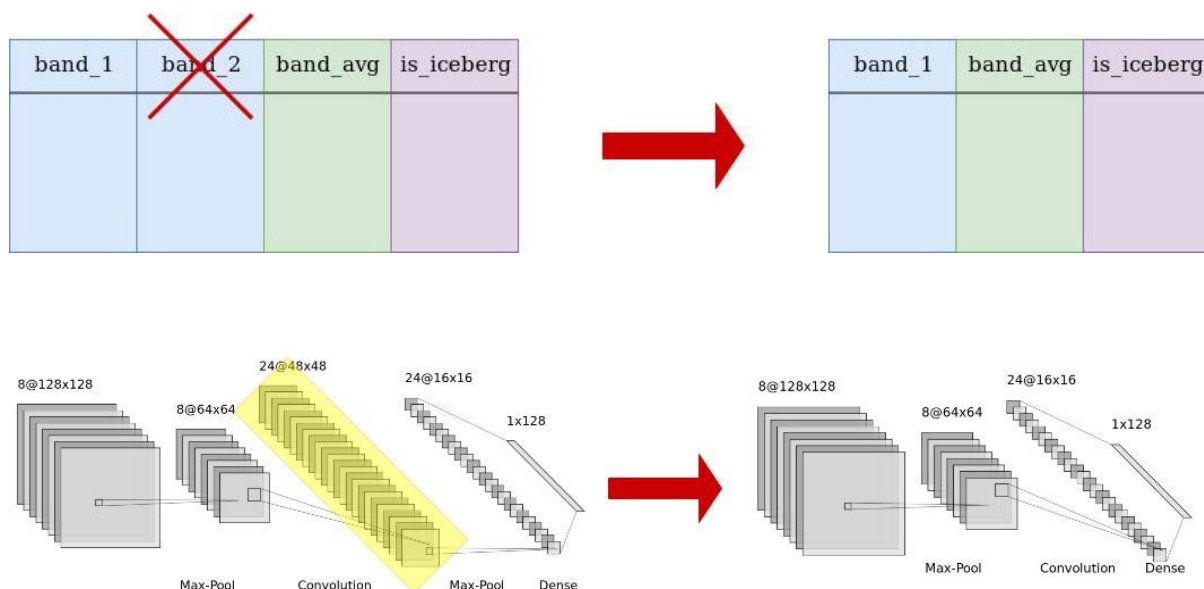 band_1 band_2 band_avg is_iceberg
band_1 band_avg is_iceberg
8@128x128
8@64x64
24@48x48
24@16x16
1x128
Max-Pool Convolution Max-Pool Dense
8@128x128
8@64x64
24@16x16
1x128
Max-Pool Convolution Dense